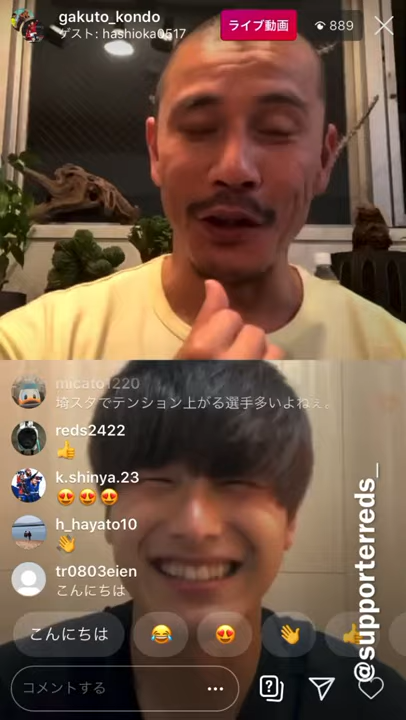 gakuto_kondo
ゲスト: hashioka0517
ライブ動画
889
micato1220
埼スタでテンション上がる選手多いよねぇ。
reds2422
k.shinya.23
h_hayato10
tr0803eien
こんにちは
こんにちは
コメントする
@supporterreds_